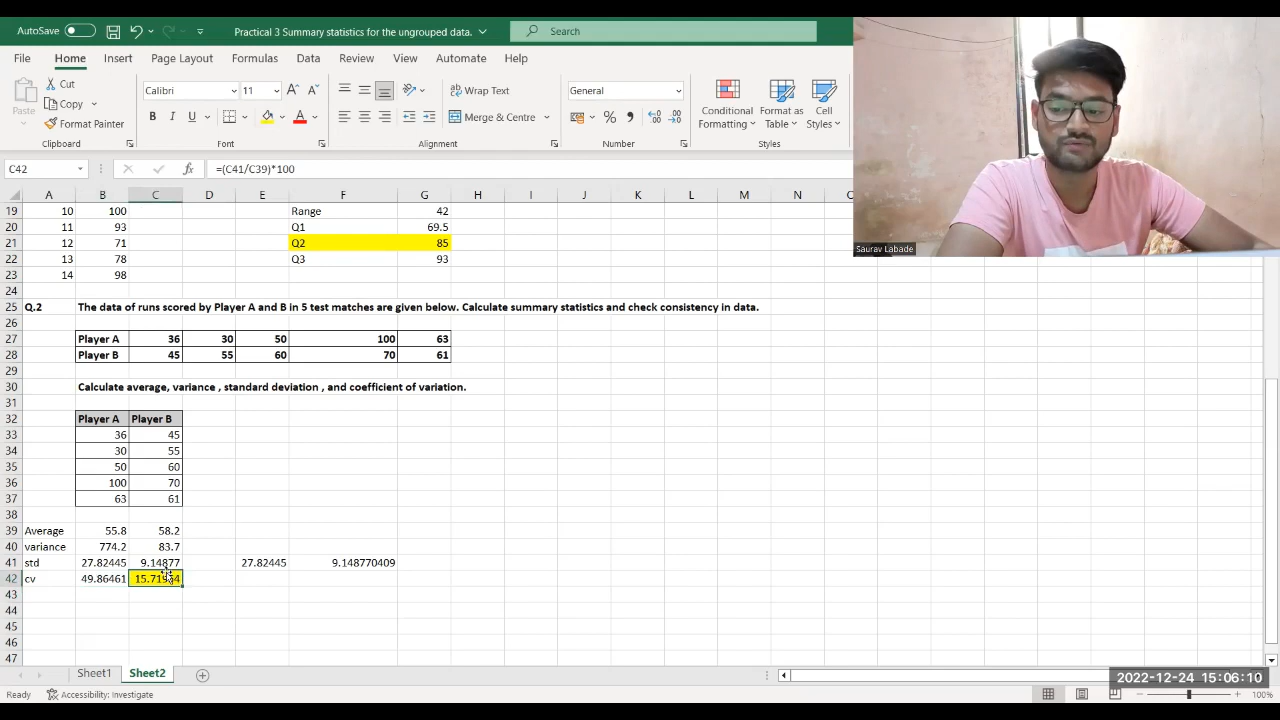 AutoSave
Practical 3 Summary statistics for the ungrouped data.
Search
File Home Insert Page Layout Formulas Data Review View Automate Help
Paste
Cut
Copy
Format Painter
Calibri 11
B I U
Wrap Text
Merge & Centre
General
Conditional Formatting
Format as Table
Cell Styles
Clipboard Font Alignment Number Styles
C42 fx =(C41/C39)*100
A B C D E F G H I J K L M N
19 10 100 Range 42
20 11 93 Q1 69.5
21 12 71 Q2 85
22 13 78 Q3 93
23 14 98
24
25 Q.2 The data of runs scored by Player A and B in 5 test matches are given below. Calculate summary statistics and check consistency in data.
26
27 Player A 36 30 50 100 63
28 Player B 45 55 60 70 61
29
30 Calculate average, variance , standard deviation , and coefficient of variation.
31
32 Player A Player B
33 36 45
34 30 55
35 50 60
36 100 70
37 63 61
38
39 Average 55.8 58.2
40 variance 774.2 83.7
41 std 27.82445 9.14877 27.82445 9.148770409
42 cv 49.86461
43
44
45
46
47
Sheet1 Sheet2
Ready Accessibility: Investigate
100%
Saurav Labade
2022-12-24 15:06:10